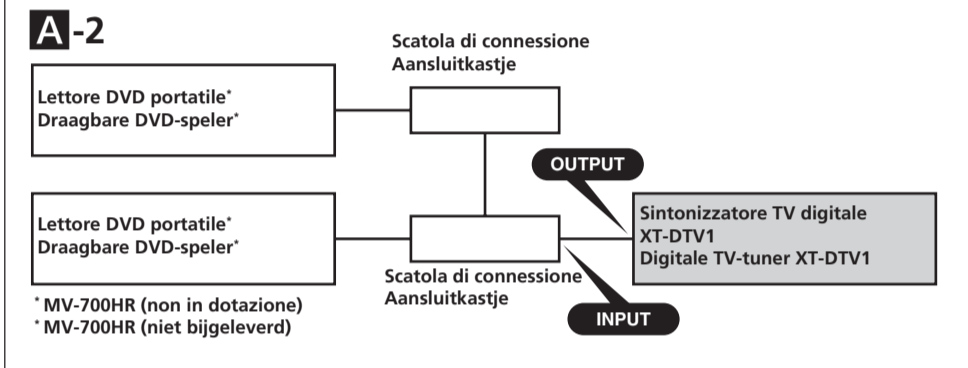 A-2
Scatola di connessione
Aansluitkastje
Lettore DVD portatile*
Draagbare DVD-speler*
OUTPUT
Lettore DVD portatile*
Draagbare DVD-speler*
Sintonizzatore TV digitale
XT-DTV1
Digitale TV-tuner XT-DTV1
Scatola di connessione
Aansluitkastje
* MV-700HR (non in dotazione)
* MV-700HR (niet bijgeleverd)
INPUT